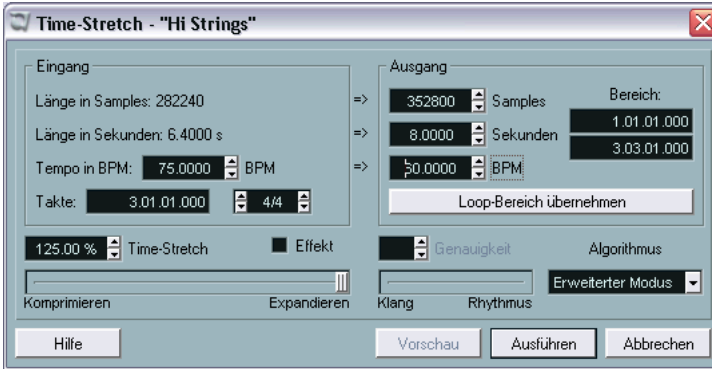 Time-Stretch - "Hi Strings"
Eingang
Länge in Samples: 282240 =>
Länge in Sekunden: 6.4000 s =>
Tempo in BPM: 75.0000 BPM =>
Takte: 3.01.01.000 4/4
Ausgang
352800 Samples
8.0000 Sekunden
BPM
Bereich:
1.01.01.000
3.03.01.000
Loop-Bereich übernehmen
125.00 % Time-Stretch Effekt
Komprimieren Expandieren
Genauigkeit
Klang Rhythmus
Algorithmus
Erweiterter Modus
Hilfe Vorschau Ausführen Abbrechen